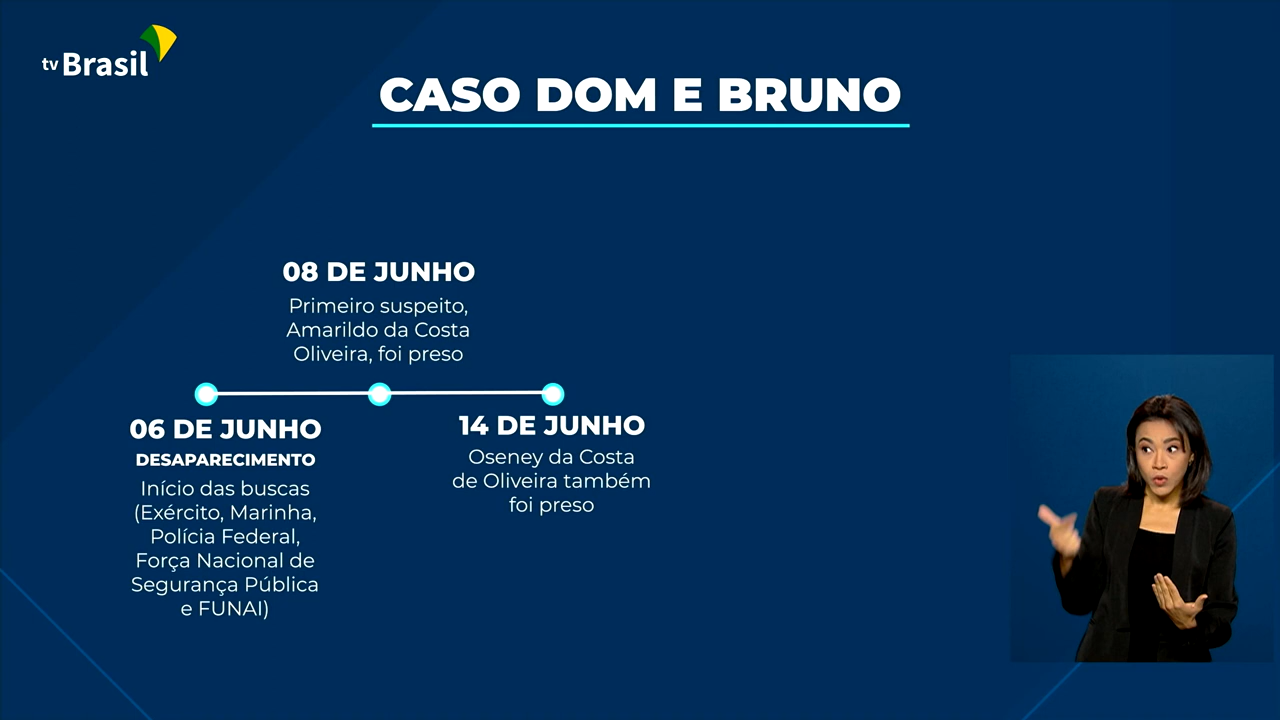 tv Brasil
CASO DOM E BRUNO
08 DE JUNHO
Primeiro suspeito,
Amarildo da Costa
Oliveira, foi preso
06 DE JUNHO
DESAPARECIMENTO
Início das buscas
(Exército, Marinha,
Polícia Federal,
Força Nacional de
Segurança Pública
e FUNAI)
14 DE JUNHO
Oseney da Costa
de Oliveira também
foi preso